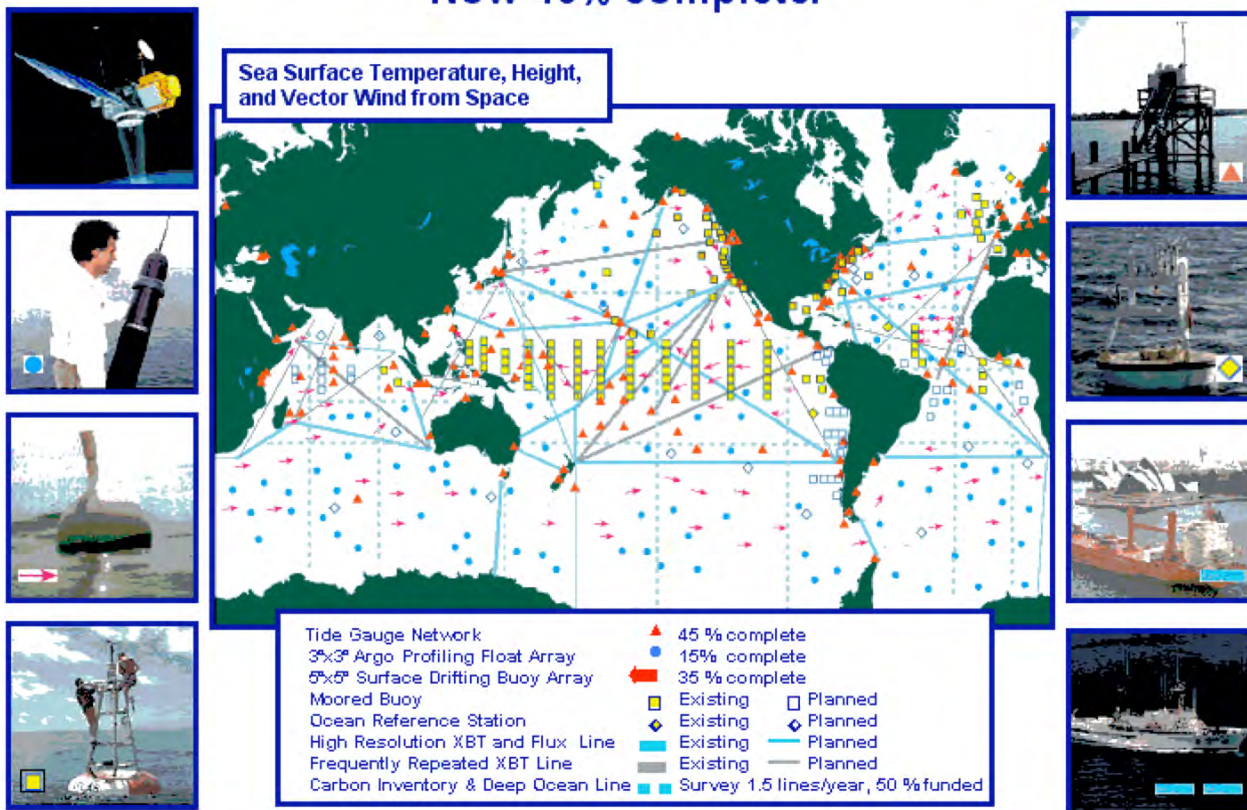 Sea Surface Temperature, Height,
and Vector Wind from Space
Tide Gauge Network 45 % complete
3°x3° Argo Profiling Float Array 15% complete
5°x5° Surface Drifting Buoy Array 35 % complete
Moored Buoy Existing Planned
Ocean Reference Station Existing Planned
High Resolution XBT and Flux Line Existing Planned
Frequently Repeated XBT Line Existing Planned
Carbon Inventory & Deep Ocean Line Survey 1.5 lines/year, 50 % funded